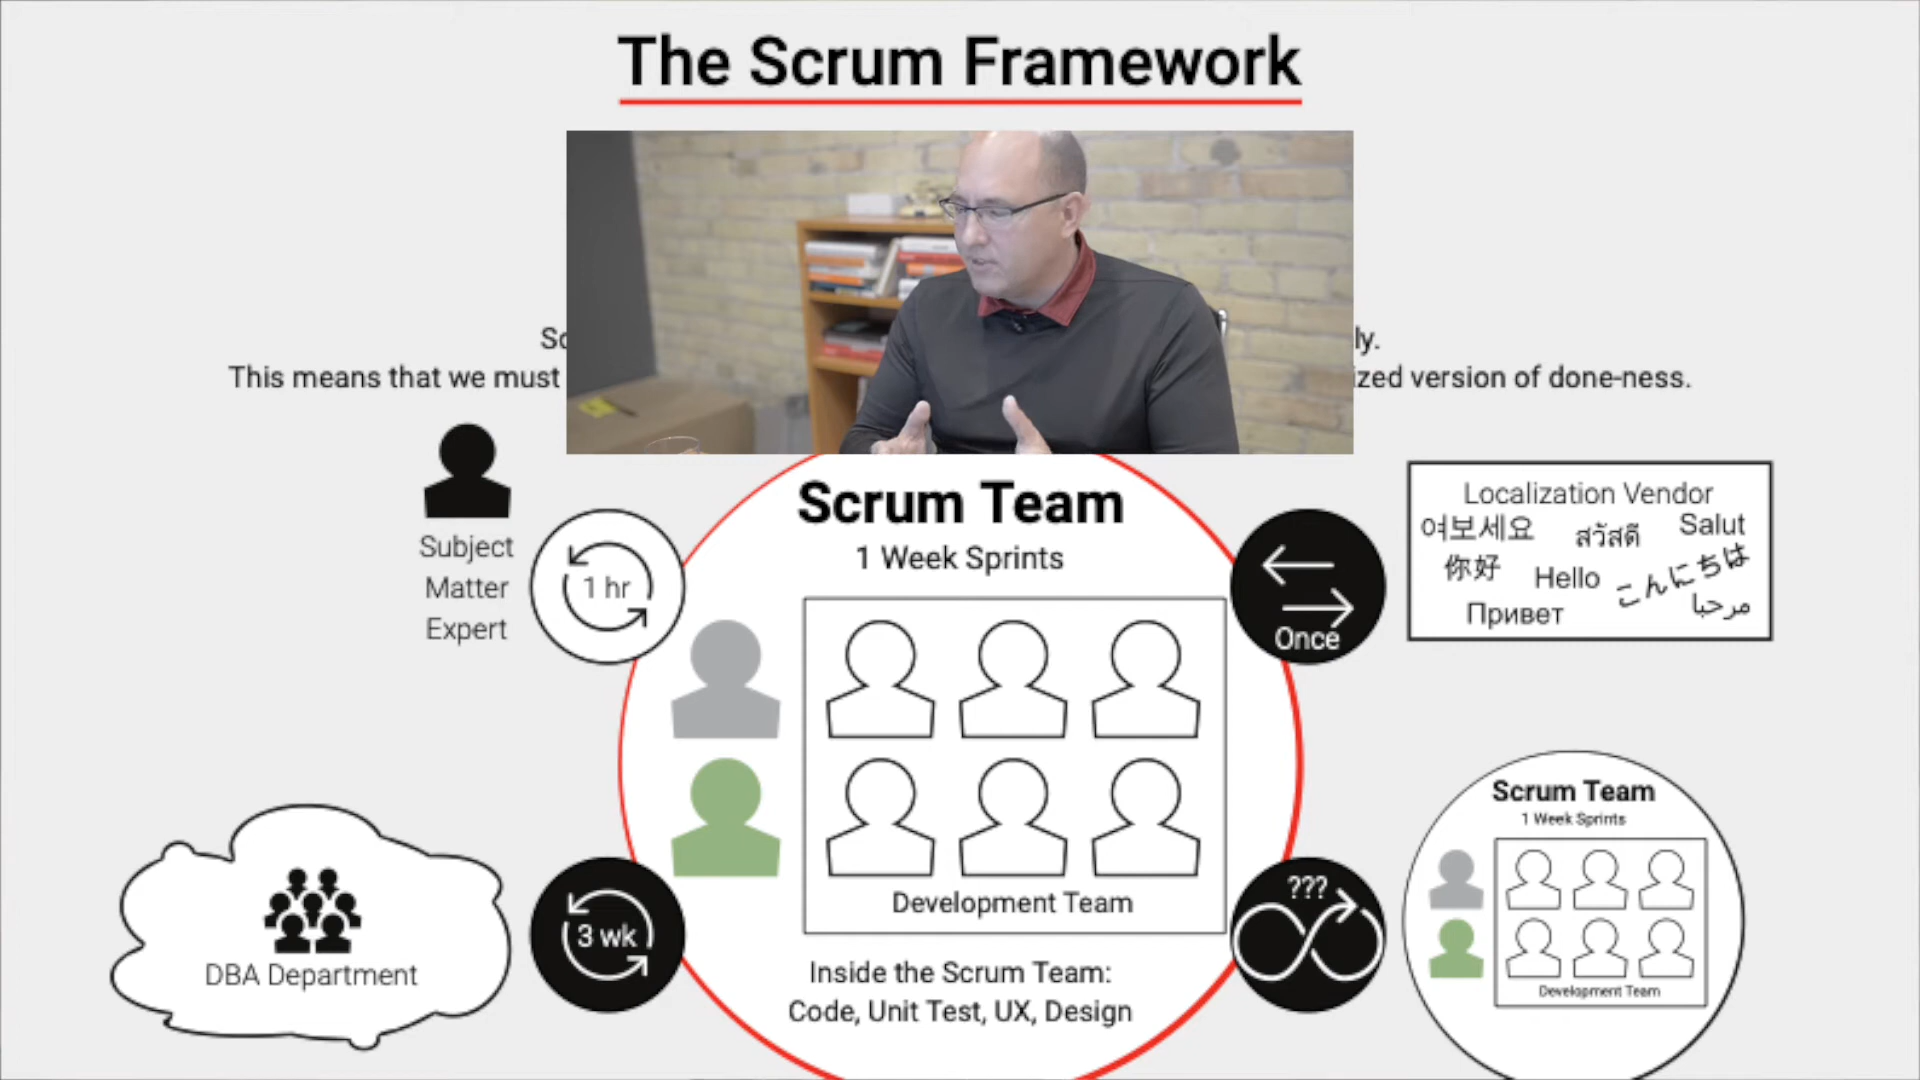 The Scrum Framework
ly.
This means that we must
ized version of done-ness.
Subject
Matter
Expert
1 hr
Scrum Team
1 Week Sprints
Once
Localization Vendor
여보세요
สวัสดี
Salut
你好
Hello
こんにちは
Привет
مرحبا
DBA Department
3 wk
Development Team
Inside the Scrum Team:
Code, Unit Test, UX, Design
???
Scrum Team
1 Week Sprints
Development Team